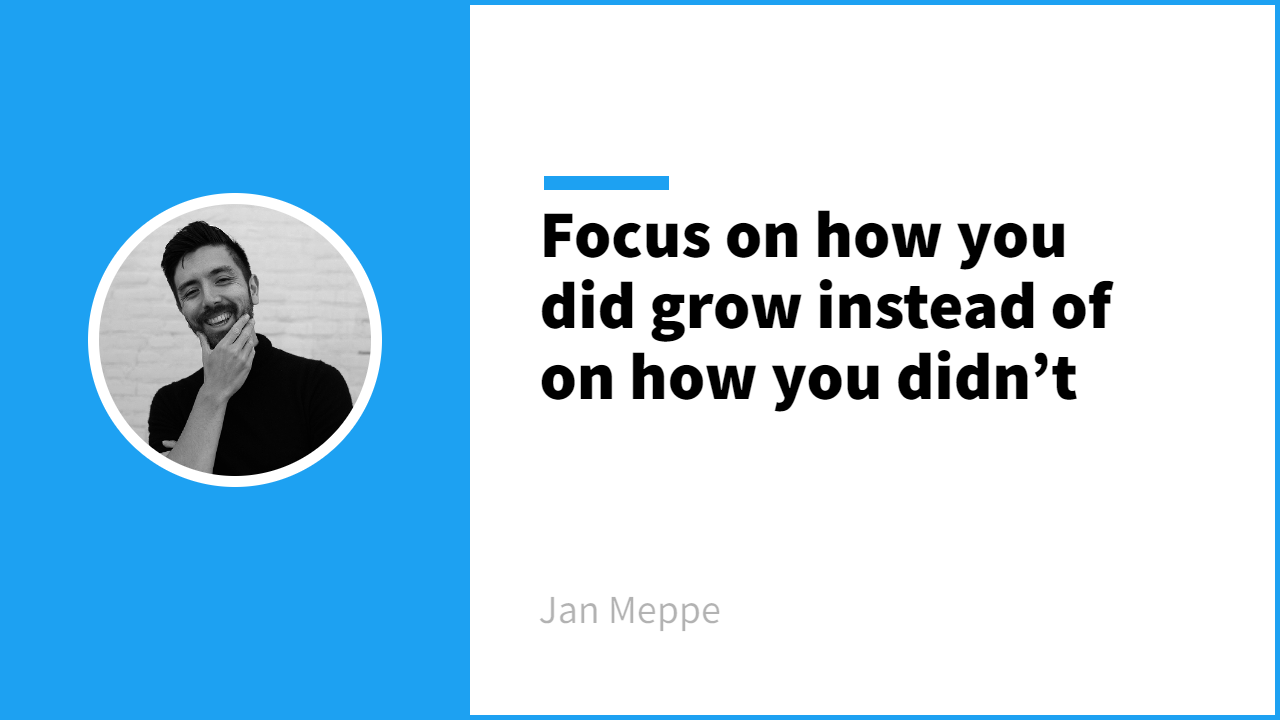 Focus on how you
did grow instead of
on how you didn’t
Jan Meppe